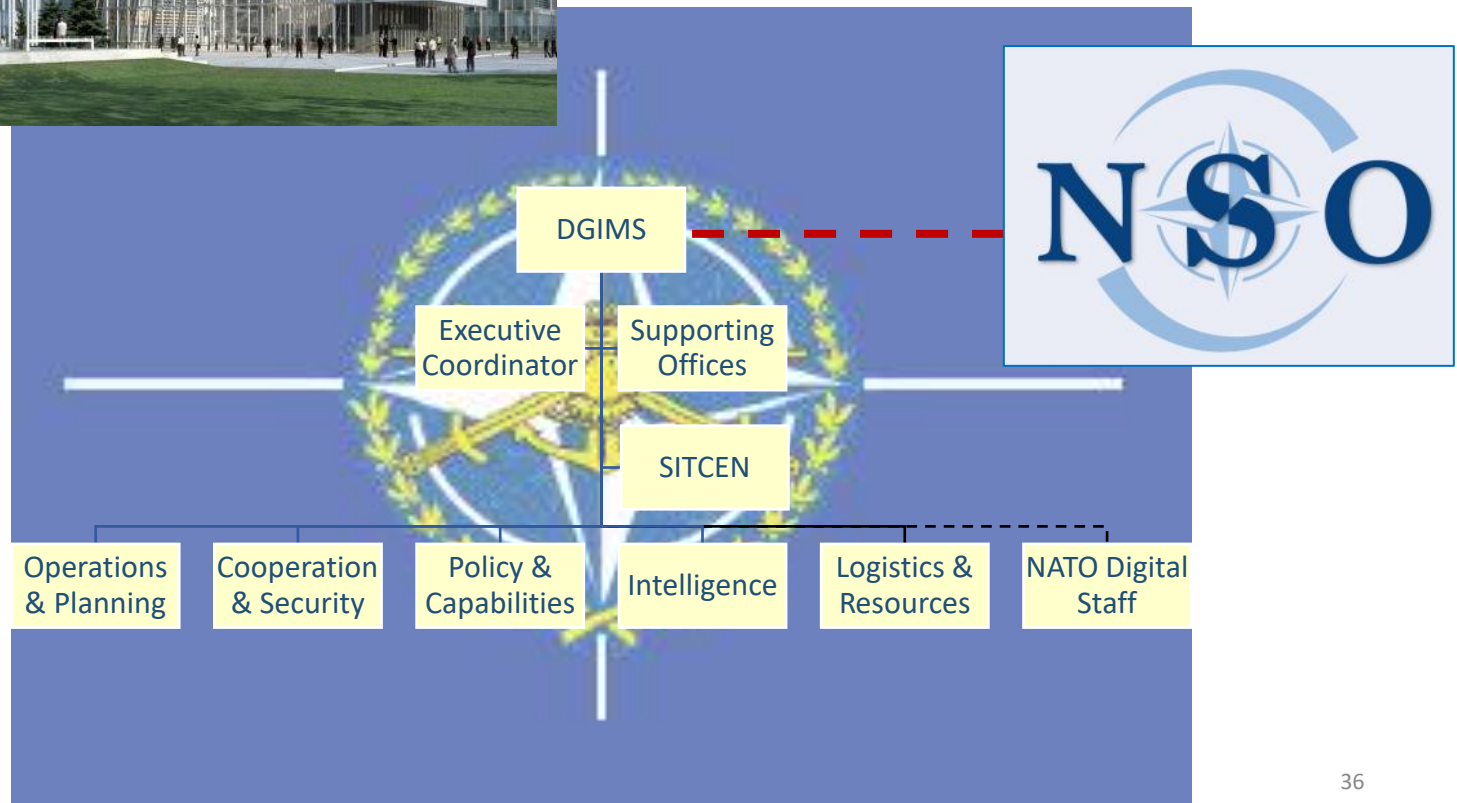 NSO
DGIMS
Executive
Coordinator
Supporting
Offices
SITCEN
Operations
& Planning
Cooperation
& Security
Policy &
Capabilities
Intelligence
Logistics &
Resources
NATO Digital
Staff
36